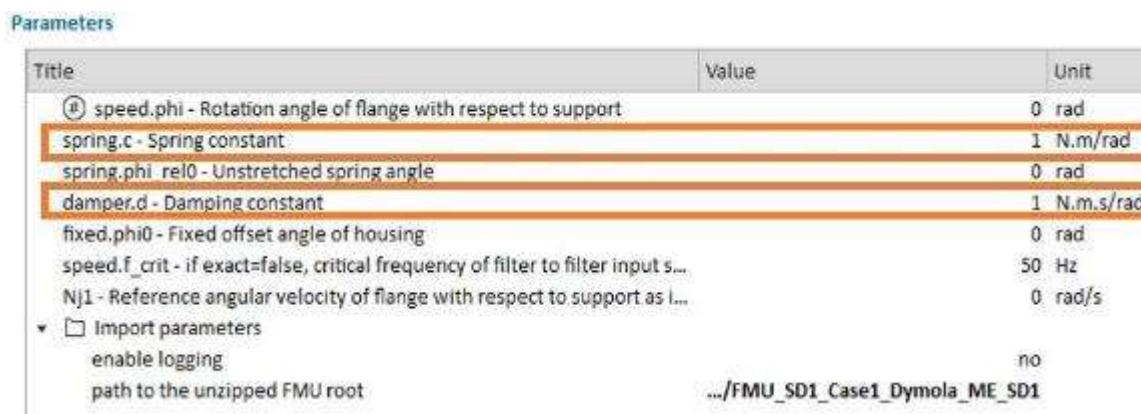 Parameters
Title Value Unit
# speed.phi - Rotation angle of flange with respect to support 0 rad
spring.c - Spring constant 1 N.m/rad
spring.phi_rel0 - Unstretched spring angle 0 rad
damper.d - Damping constant 1 N.m.s/rad
fixed.phi0 - Fixed offset angle of housing 0 rad
speed.f_crit - if exact=false, critical frequency of filter to filter input s... 50 Hz
Nj1 - Reference angular velocity of flange with respect to support as i... 0 rad/s
Import parameters
enable logging no
path to the unzipped FMU root .../FMU_SD1_Case1_Dymola_ME_SD1